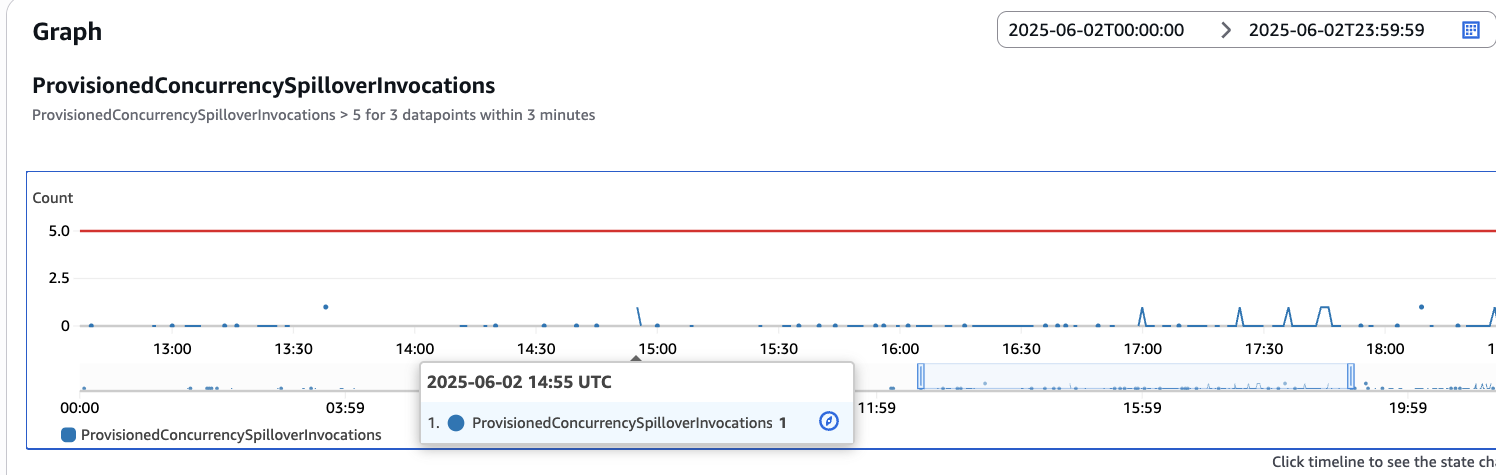 Graph
2025-06-02T00:00:00 > 2025-06-02T23:59:59
ProvisionedConcurrencySpilloverInvocations
ProvisionedConcurrencySpilloverInvocations > 5 for 3 datapoints within 3 minutes
Count
5.0
2.5
0
13:00 13:30 14:00 14:30 15:00 15:30 16:00 16:30 17:00 17:30 18:00 1
2025-06-02 14:55 UTC
1. ProvisionedConcurrencySpilloverInvocations 1
00:00 03:59 11:59 15:59 19:59
ProvisionedConcurrencySpilloverInvocations
Click timeline to see the state cha